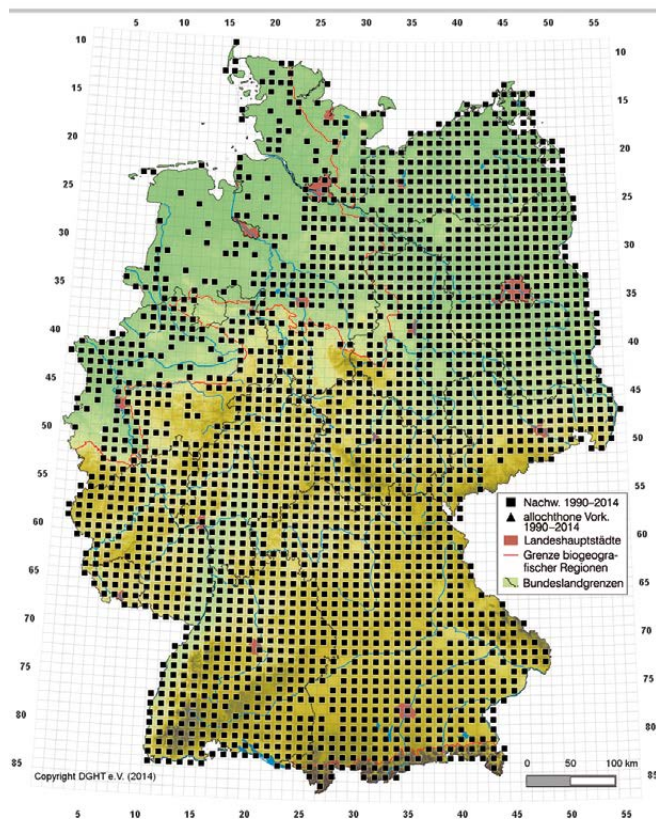 5 10 15 20 25 30 35 40 45 50 55
10 10
15 15
20 20
25 25
30 30
35 35
40 40
45 45
50 50
55
60
65
70 70
75 75
80 80
85 85
Nachw. 1990–2014
allochthone Vork.
1990–2014
Landeshauptstädte
Grenze biogeogra-
fischer Regionen
Bundeslandgrenzen
0 50 100 km
Copyright DGHT e.V. (2014)
5 10 15 20 25 30 35 40 45 50 55